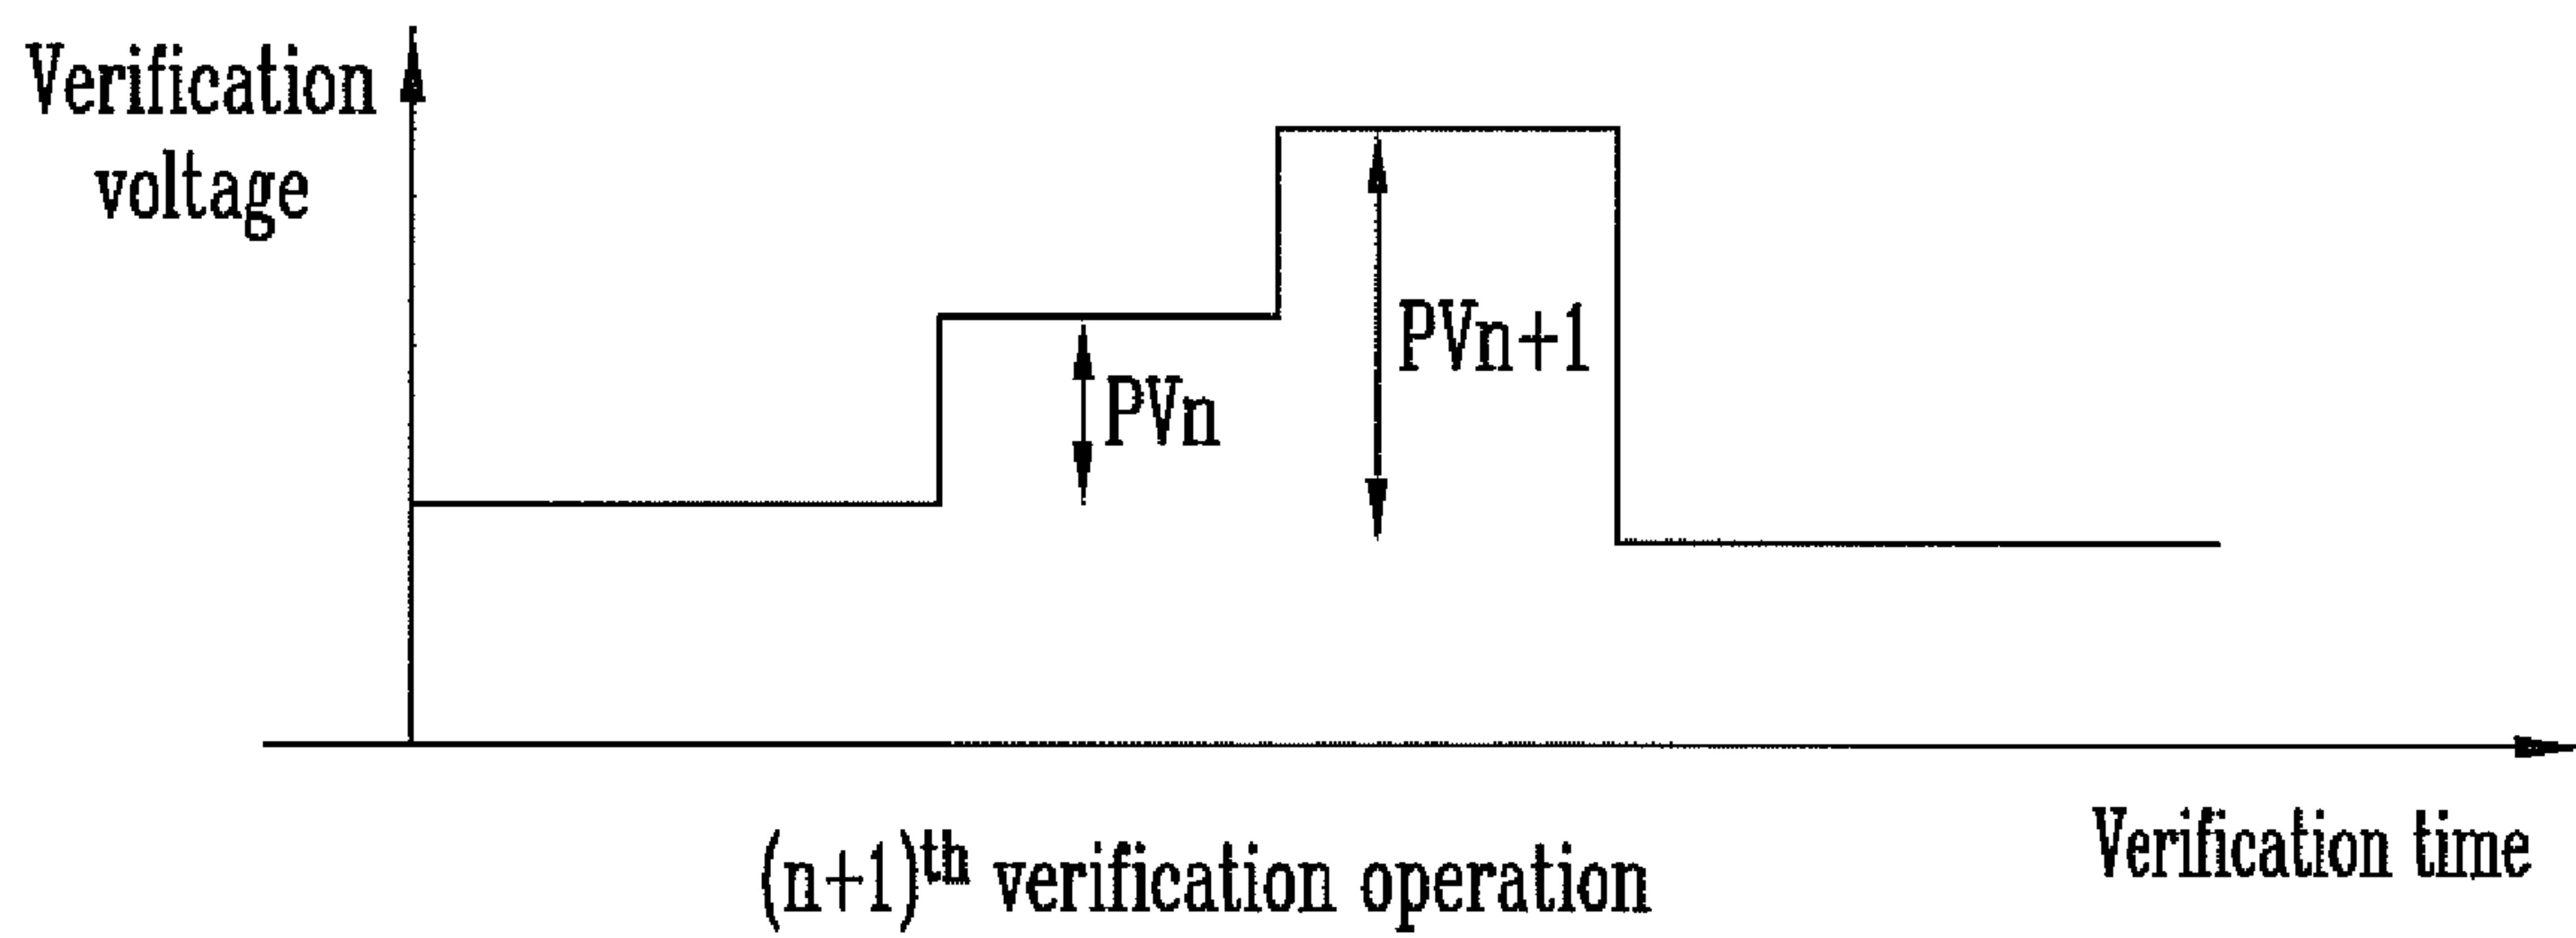 Verification
voltage
PVn+1
PVn
(n+1)th verification operation
Verification time